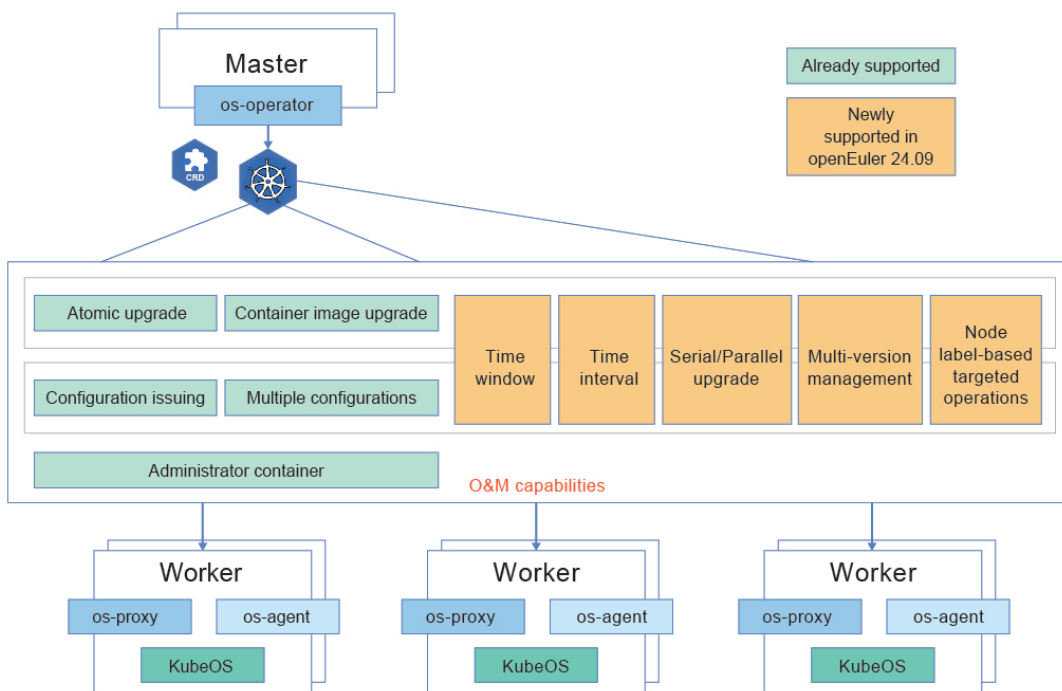 Master
os-operator
CRD
Already supported
Newly
supported in
openEuler 24.09
Atomic upgrade
Container image upgrade
Configuration issuing
Multiple configurations
Time
window
Time
interval
Serial/Parallel
upgrade
Multi-version
management
Node
label-based
targeted
operations
Administrator container
O&M capabilities
Worker
os-proxy
os-agent
KubeOS
Worker
os-proxy
os-agent
KubeOS
Worker
os-proxy
os-agent
KubeOS